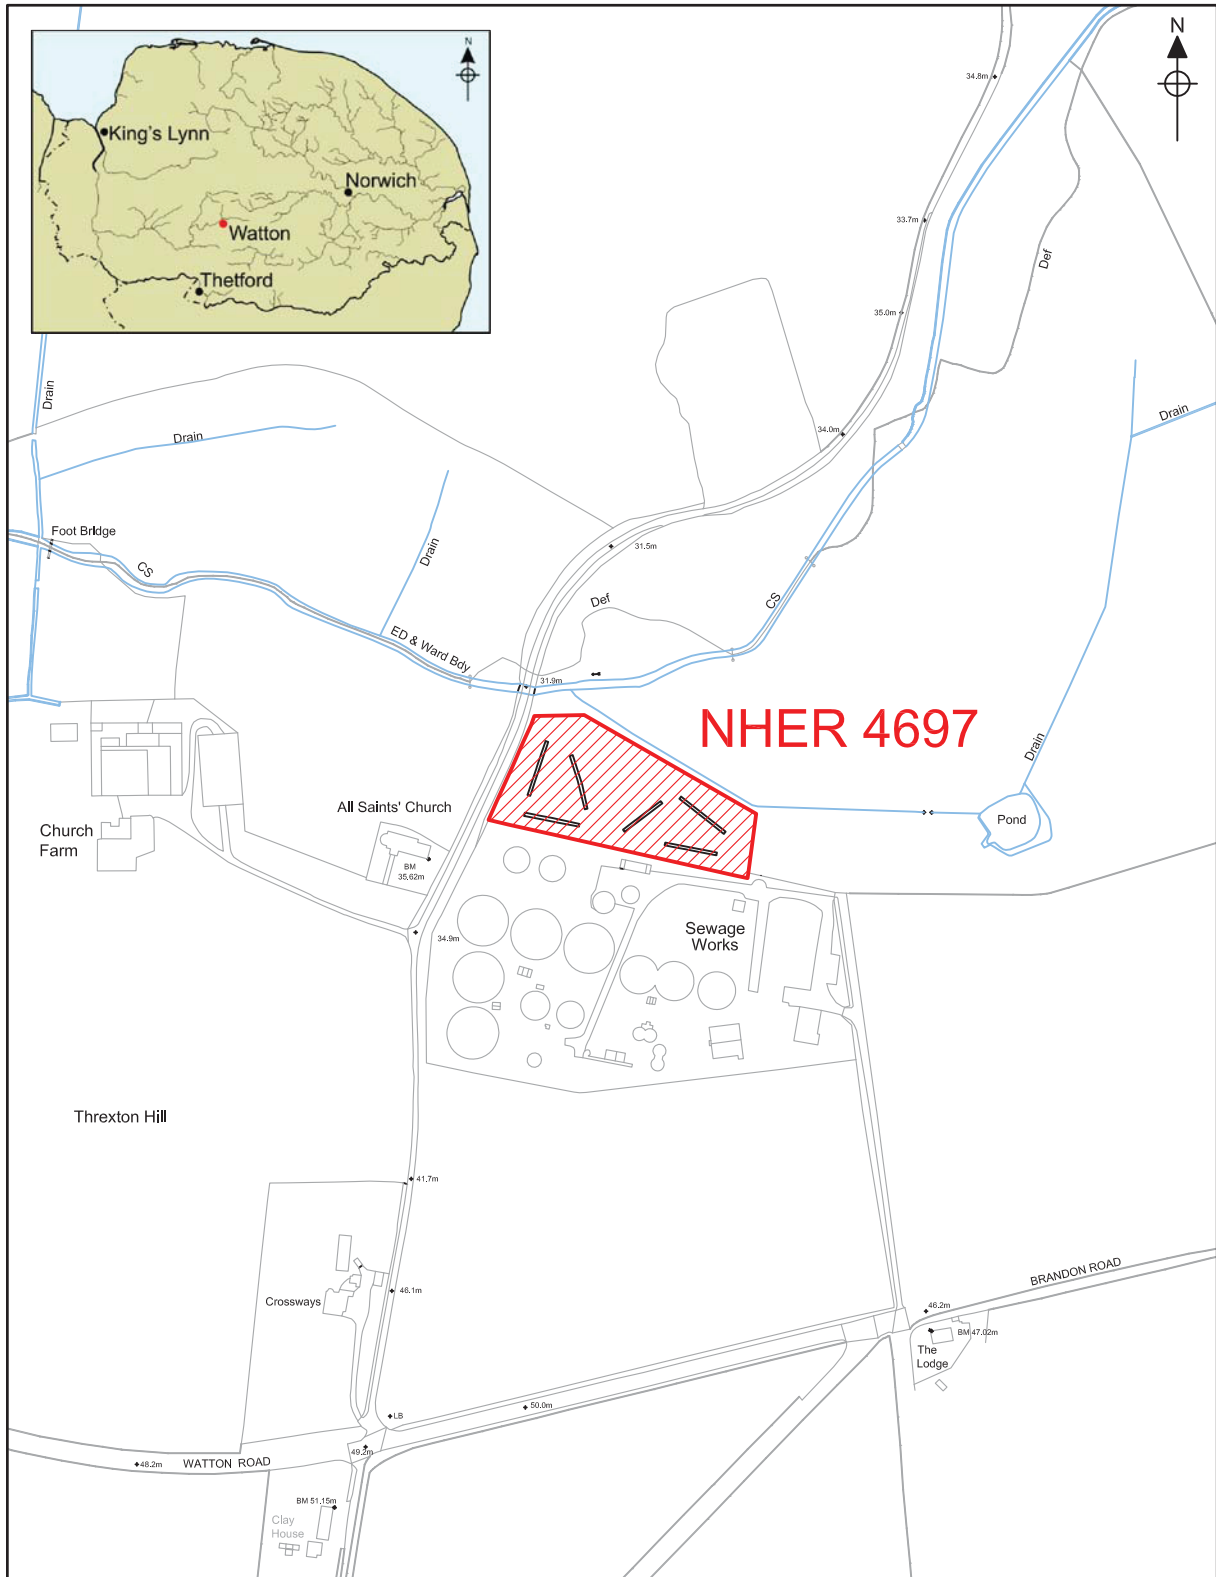 N
King's Lynn
Norwich
Watton
Thetford
N
34.8m
33.7m
Def
35.0m
Drain
Drain
Drain
34.0m
Foot Bridge
31.5m
Drain
CS
Def
CS
ED & Ward Bdy
31.9m
NHER 4697
Drain
All Saints' Church
Pond
Church
Farm
BM
35.62m
Sewage
Works
34.9m
Threxton Hill
41.7m
BRANDON ROAD
46.1m
Crossways
46.2m
BM 47.02m
The
Lodge
50.0m
LB
49.2m
48.2m
WATTON ROAD
BM 51.15m
Clay
House